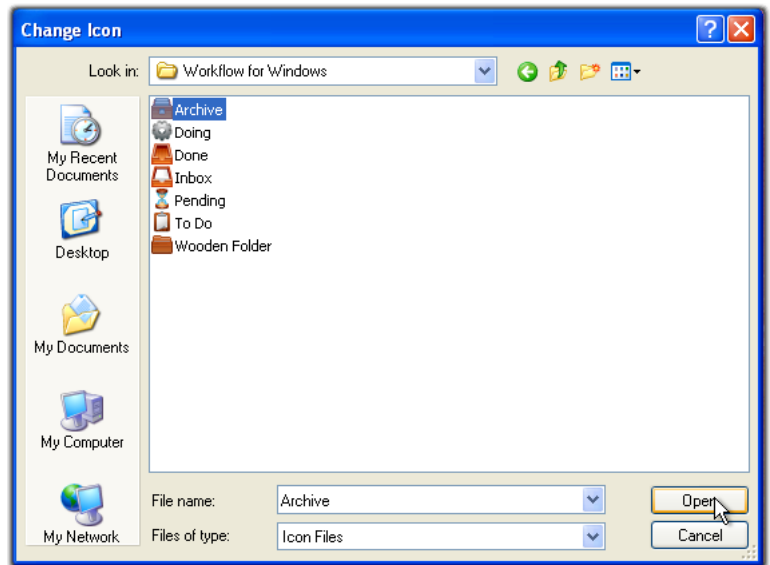 Change Icon
Look in: Workflow for Windows
Archive
Doing
Done
Inbox
Pending
To Do
Wooden Folder
My Recent
Documents
Desktop
My Documents
My Computer
My Network
File name: Archive
Open
Files of type: Icon Files
Cancel